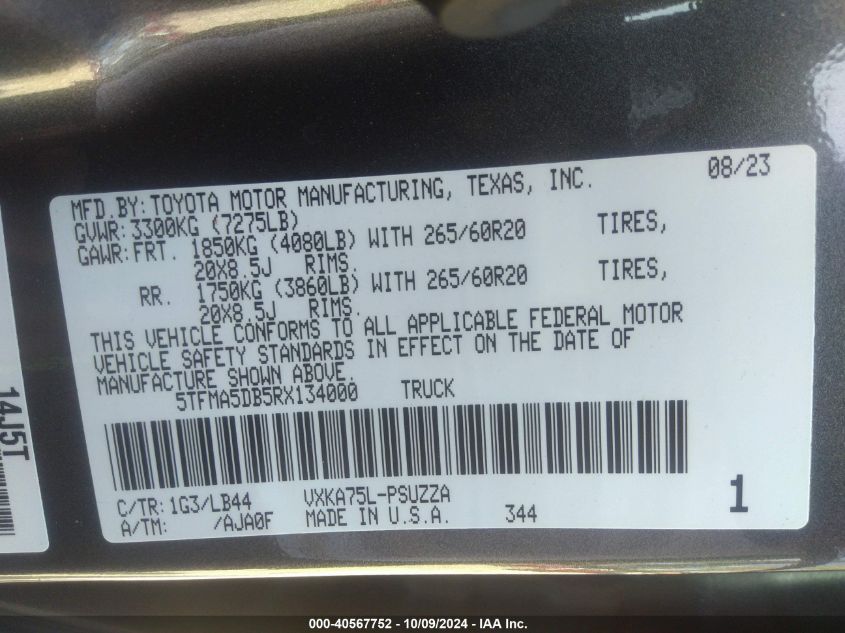 MFD.BY: TOYOTA MOTOR MANUFACTURING, TEXAS, INC. 08/23
GVWR: 3300KG (7275LB)
GAWR: FRT. 1850KG (4080LB) WITH 265/60R20 TIRES,
20X8.5J RIMS.
RR. 1750KG (3860LB) WITH 265/60R20 TIRES,
20X8.5J RIMS.
THIS VEHICLE CONFORMS TO ALL APPLICABLE FEDERAL MOTOR
VEHICLE SAFETY STANDARDS IN EFFECT ON THE DATE OF
MANUFACTURE SHOWN ABOVE.
5TFMA5DB5RX134000 TRUCK
C/TR: 1G3/LB44 VXKA75L-PSUZZA
A/TM: /AJA0F MADE IN U.S.A. 344 1
14J5T
000-40567752 - 10/09/2024 - IAA Inc.